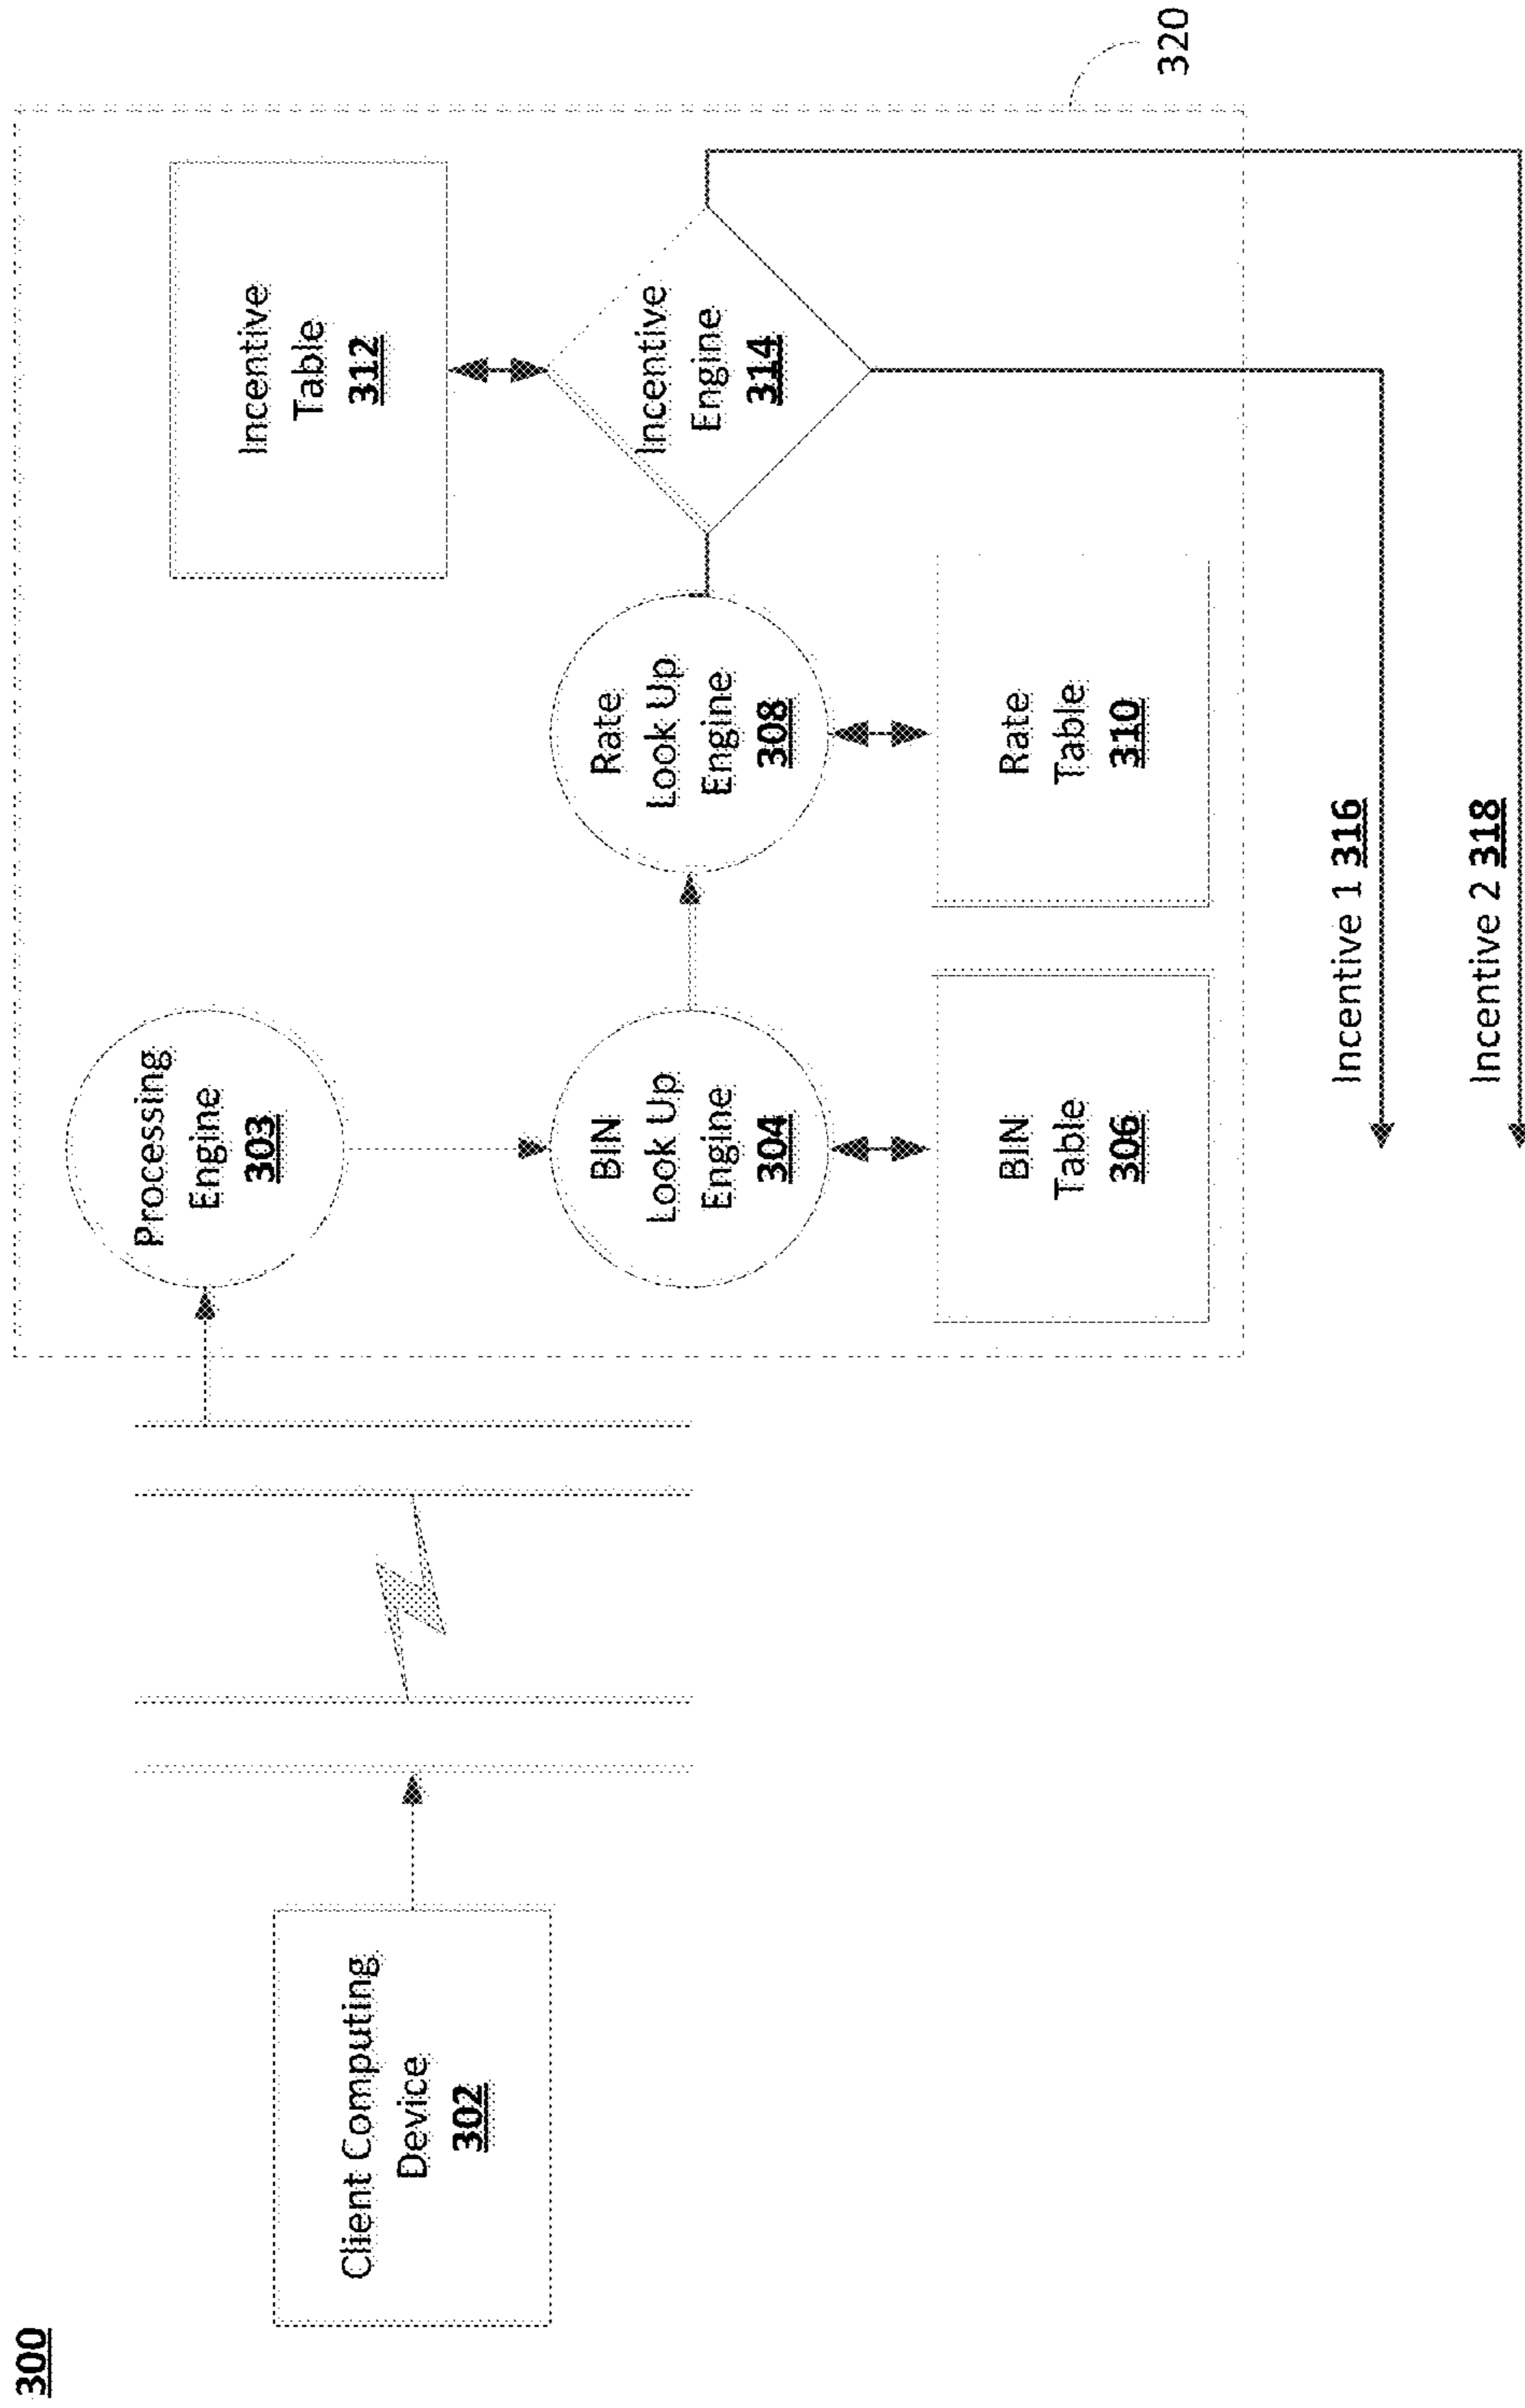 300
Client Computing
Device
302
Processing
Engine
303
BIN
Look Up
Engine
304
BIN
Table
306
Rate
Look Up
Engine
308
Rate
Table
310
Incentive
Table
312
Incentive
Engine
314
Incentive 1 316
Incentive 2 318
320